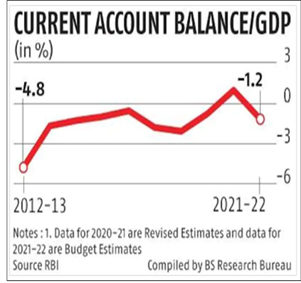 CURRENT ACCOUNT BALANCE/GDP
(in %)
3
-4.8
-1.2
0
-3
-6
2012-13 2021-22
Notes : 1. Data for 2020-21 are Revised Estimates and data for
2021-22 are Budget Estimates
Source RBI Compiled by BS Research Bureau